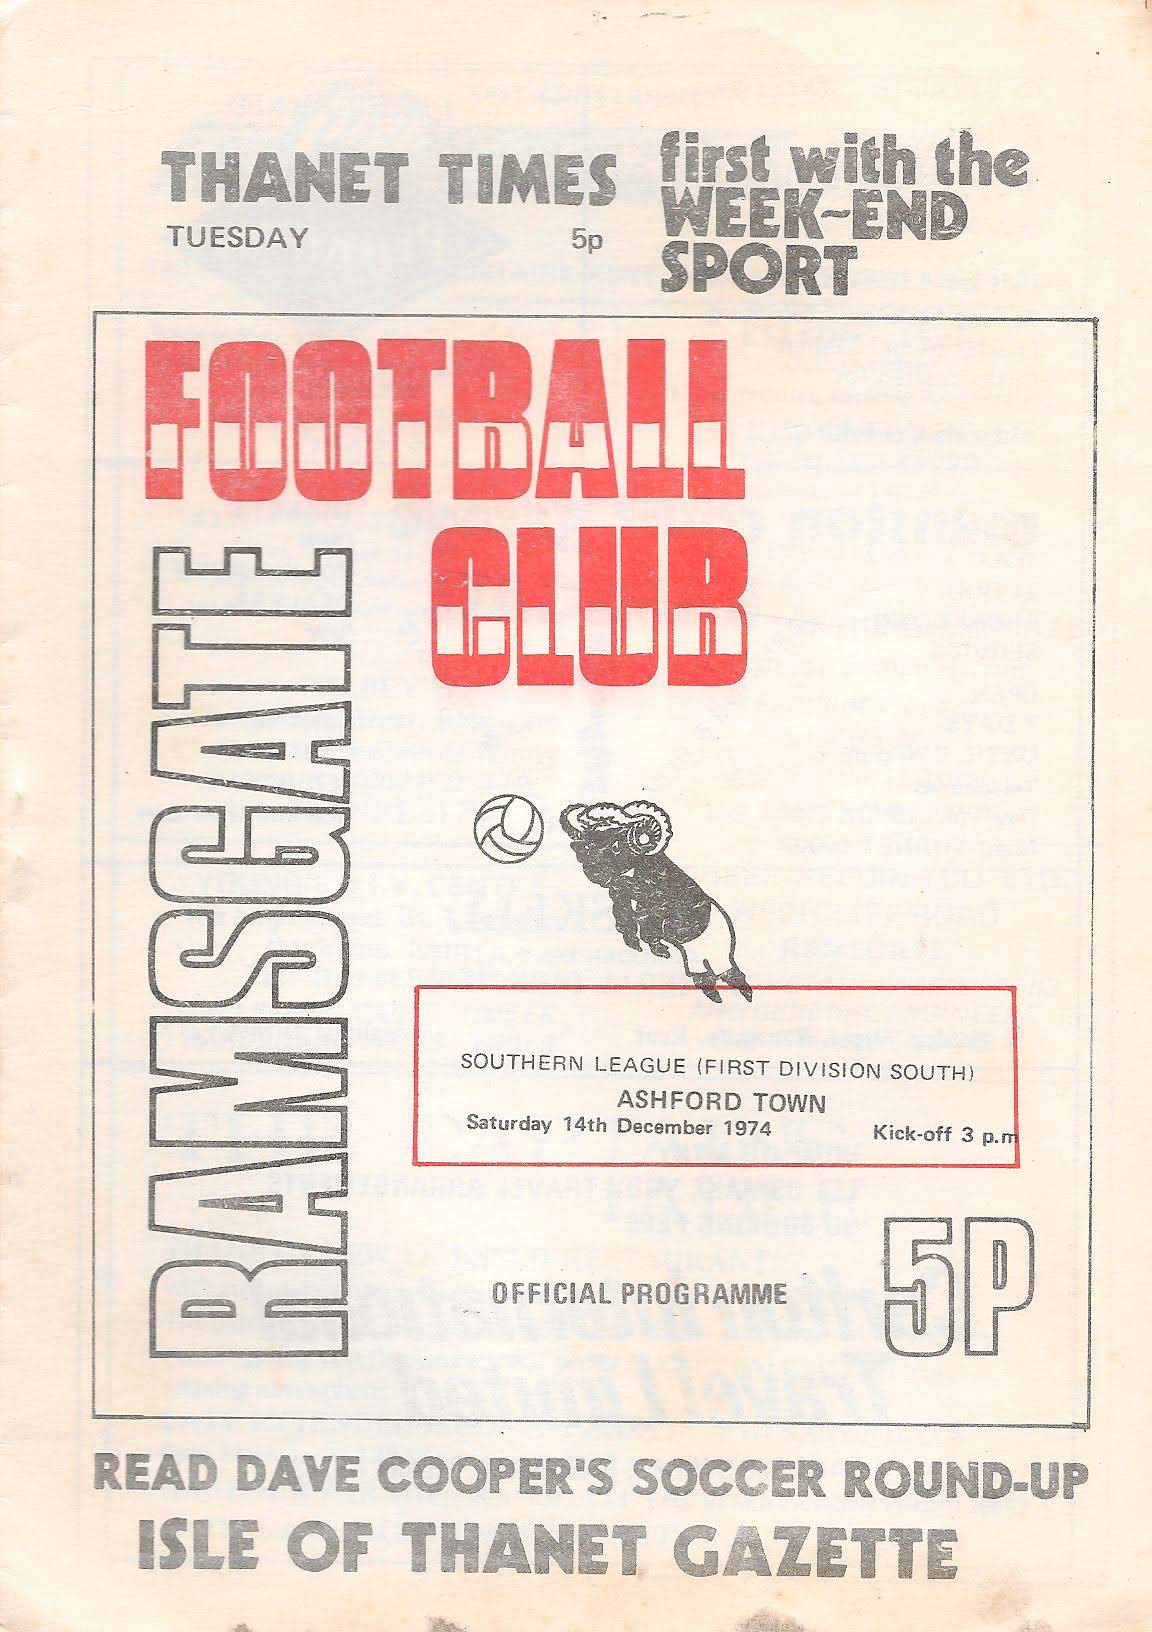 THANET TIMES
TUESDAY 5p
first with the
WEEK-END
SPORT
FOOTBALL
CLUB
RAMSGATE
SOUTHERN LEAGUE (FIRST DIVISION SOUTH)
ASHFORD TOWN
Saturday 14th December 1974 Kick-off 3 p.m
OFFICIAL PROGRAMME 5P
READ DAVE COOPER'S SOCCER ROUND-UP
ISLE OF THANET GAZETTE